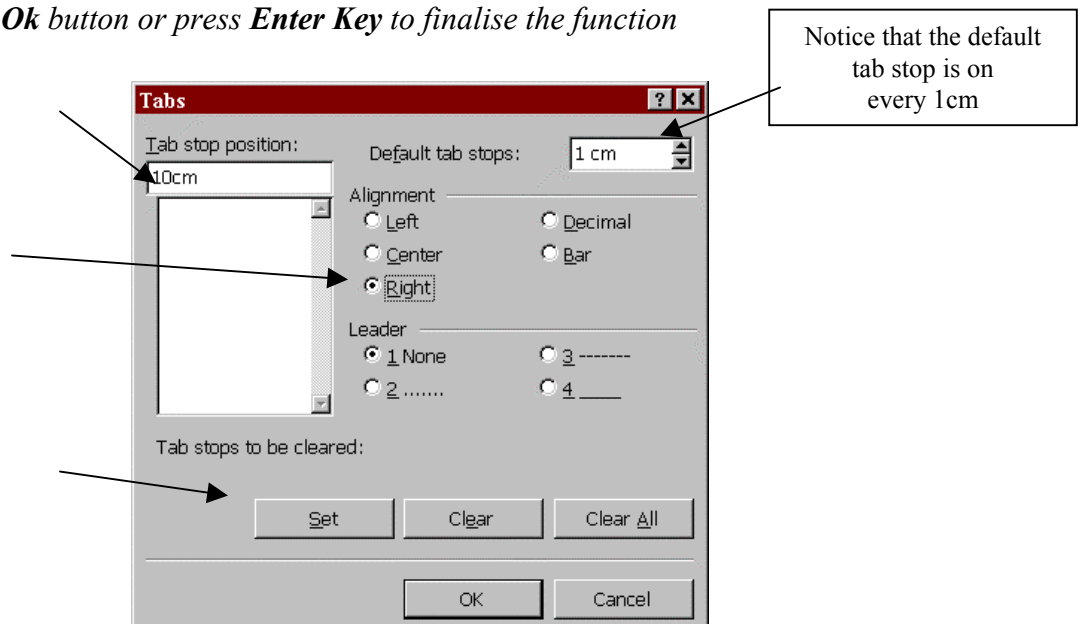 Ok button or press Enter Key to finalise the function
Notice that the default
tab stop is on
every 1cm
Tabs
Tab stop position:
10cm
Default tab stops:
1 cm
Alignment
Left
Decimal
Center
Bar
Right
Leader
1 None
3 -------
2 .......
4 ____
Tab stops to be cleared:
Set
Clear
Clear All
OK
Cancel